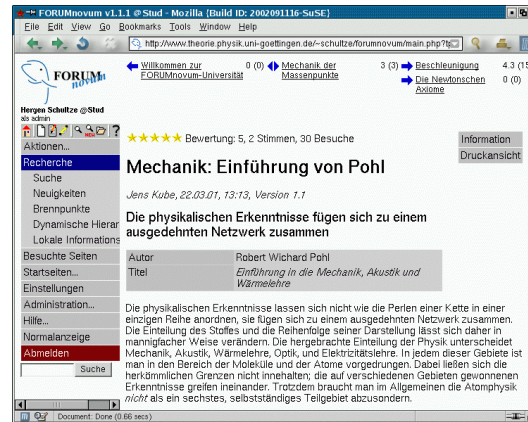 FORUMnovum v1.1.1 @ Stud - Mozilla {Build ID: 2002091116-SuSE}
File Edit View Go Bookmarks Tools Window Help
http://www.theorie.physik.uni-goettingen.de/~schultze/forumnovum/main.php?t
FORUM
novum
Willkommen zur FORUMnovum-Universität 0 (0)
Mechanik der Massenpunkte 3 (3)
Beschleunigung 4.3 (15
Die Newtonschen Axiome 0 (0)
Hergen Schultze @Stud
als admin
Aktionen...
Recherche
Suche
Neuigkeiten
Brennpunkte
Dynamische Hierar
Lokale Informations
Besuchte Seiten
Startseiten...
Einstellungen
Administration...
Hilfe...
Normalanzeige
Abmelden
Suche
Bewertung: 5, 2 Stimmen, 30 Besuche
Information
Druckansicht
Mechanik: Einführung von Pohl
Jens Kube, 22.03.01, 13:13, Version 1.1
Die physikalischen Erkenntnisse fügen sich zu einem
ausgedehnten Netzwerk zusammen
Autor Robert Wichard Pohl
Titel Einführung in die Mechanik, Akustik und
Wärmelehre
Die physikalischen Erkenntnisse lassen sich nicht wie die Perlen einer Kette in einer
einzigen Reihe anordnen, sie fügen sich zu einem ausgedehnten Netzwerk zusammen.
Die Einteilung des Stoffes und die Reihenfolge seiner Darstellung lässt sich daher in
mannigfacher Weise verändern. Die hergebrachte Einteilung der Physik unterscheidet
Mechanik, Akustik, Wärmelehre, Optik, und Elektrizitätslehre. In jedem dieser Gebiete ist
man in den Bereich der Moleküle und der Atome vorgedrungen. Dabei ließen sich die
herkömmlichen Grenzen nicht innehalten; die auf verschiedenen Gebieten gewonnenen
Erkenntnisse greifen ineinander. Trotzdem braucht man im Allgemeinen die Atomphysik
nicht als ein sechstes, selbstständiges Teilgebiet abzusondern.
Document: Done (0.66 secs)